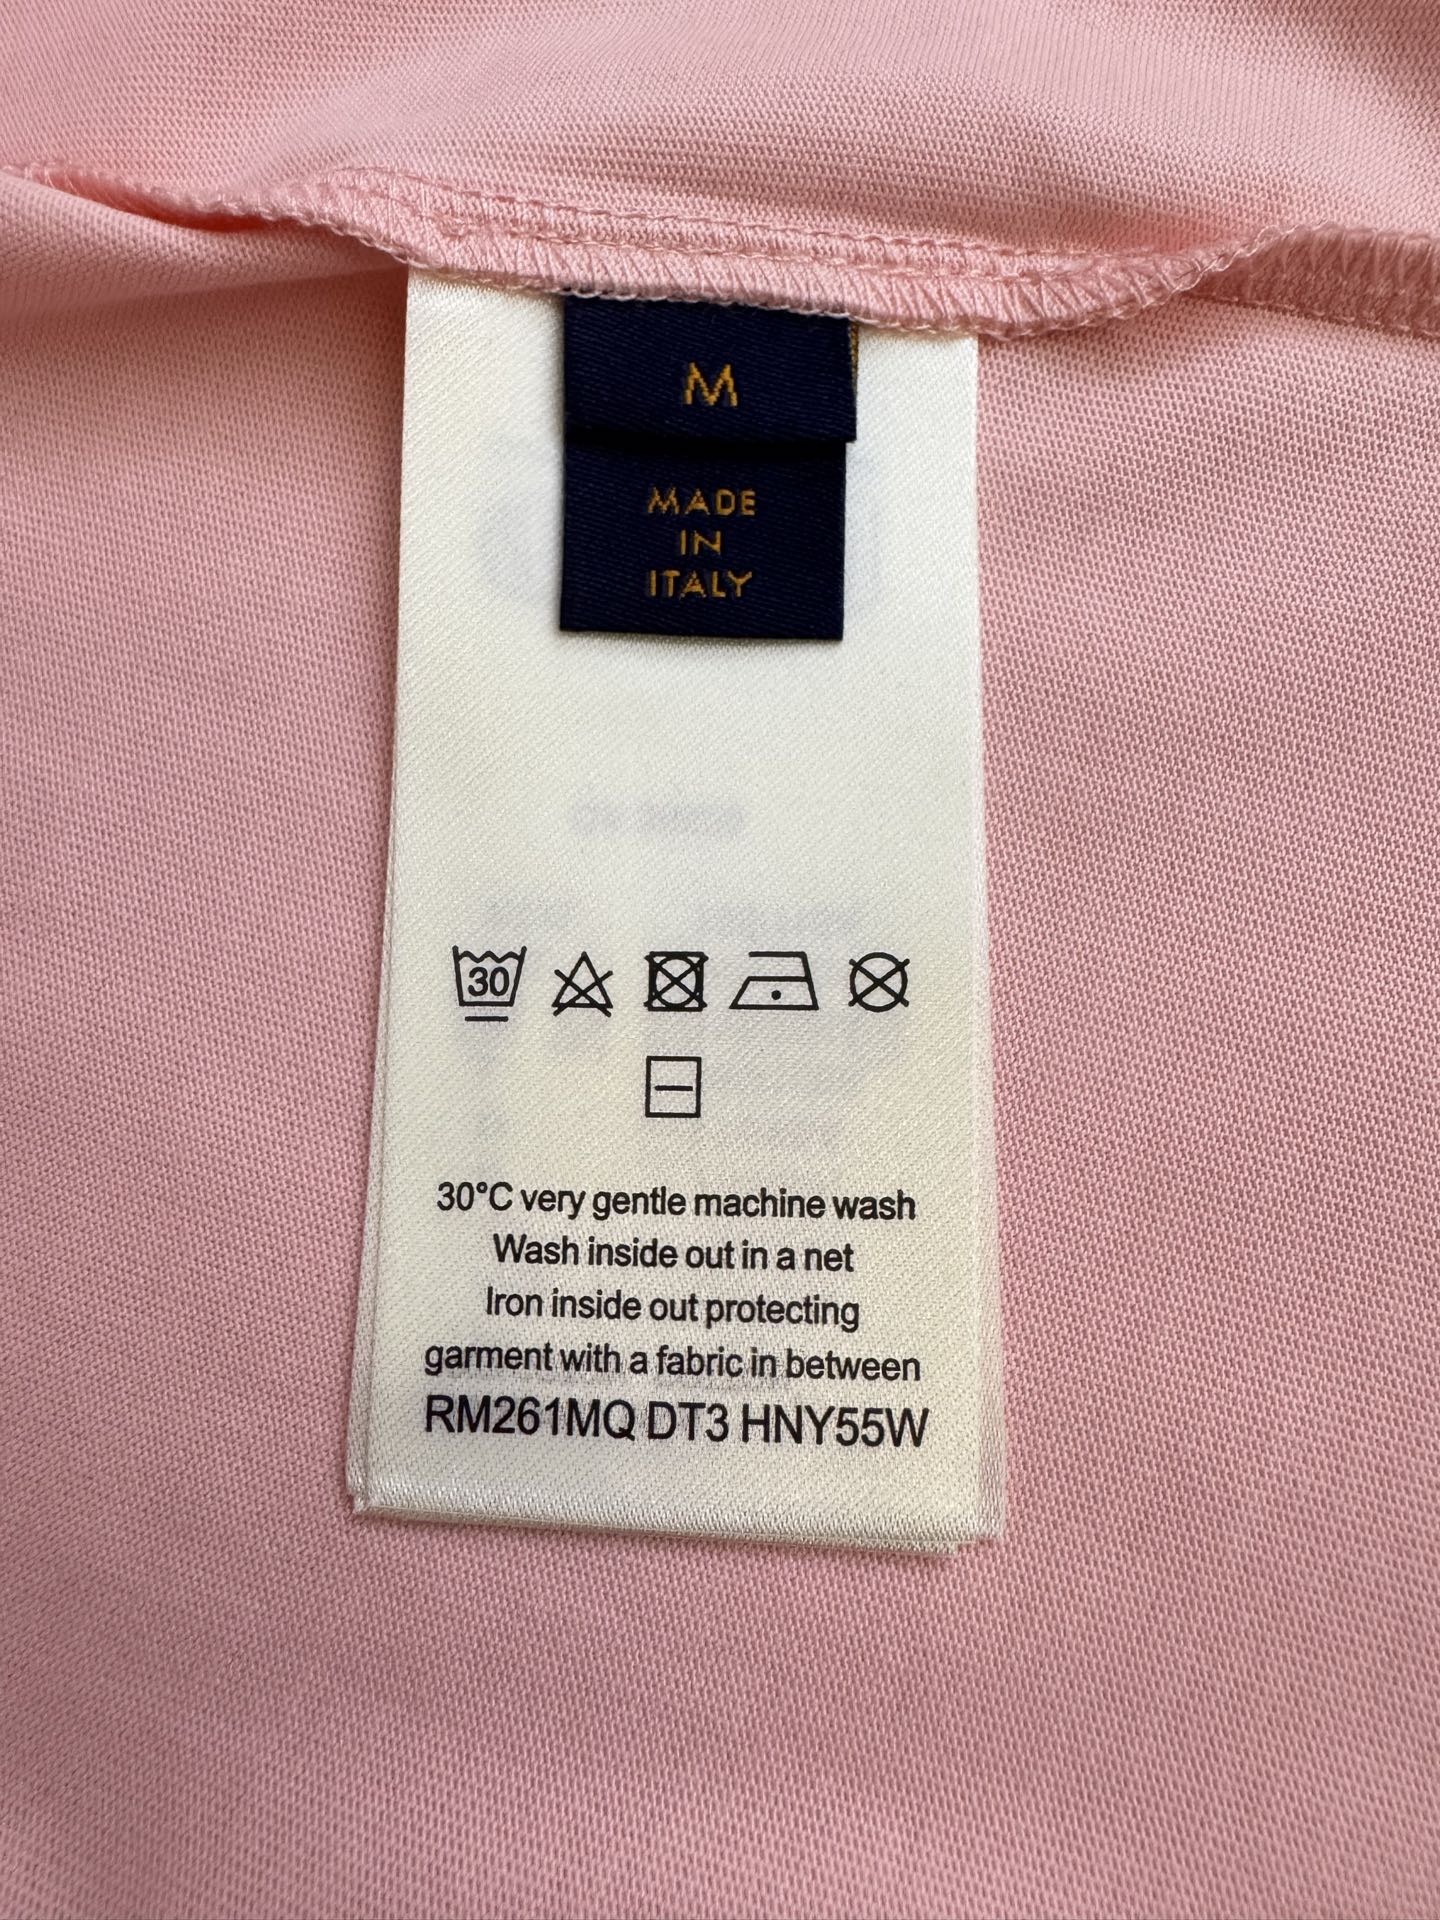 M
MADE
IN
ITALY
30
30°C very gentle machine wash
Wash inside out in a net
Iron inside out protecting
garment with a fabric in between
RM261MQ DT3 HNY55W